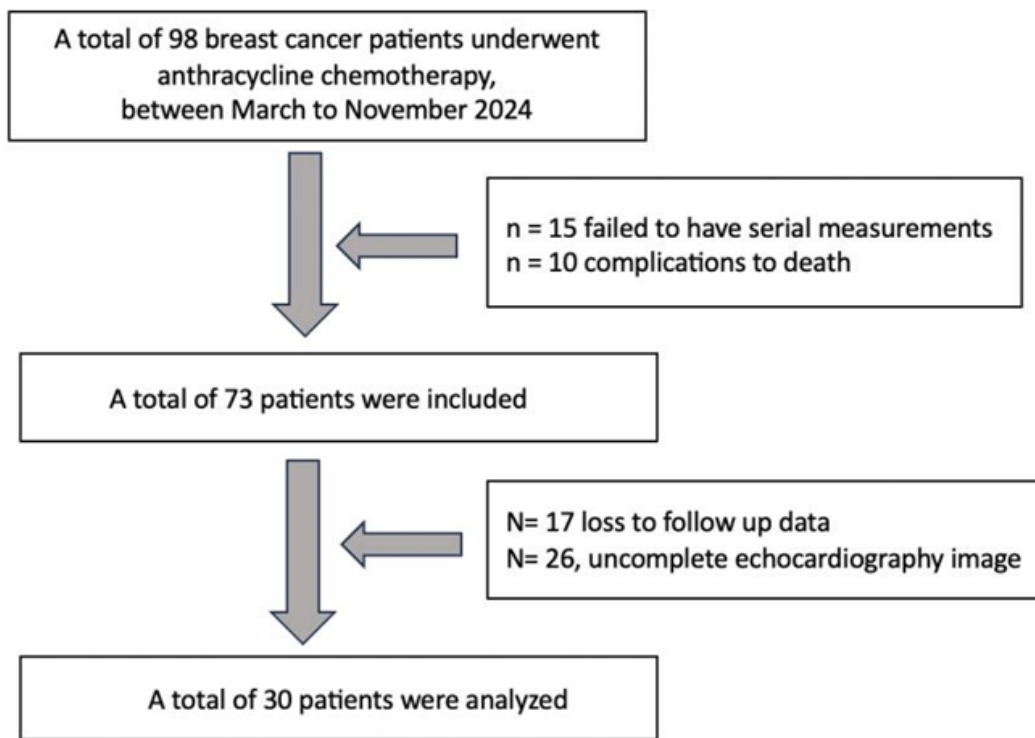 A total of 98 breast cancer patients underwent
anthracycline chemotherapy,
between March to November 2024
n = 15 failed to have serial measurements
n = 10 complications to death
A total of 73 patients were included
N= 17 loss to follow up data
N= 26, uncomplete echocardiography image
A total of 30 patients were analyzed